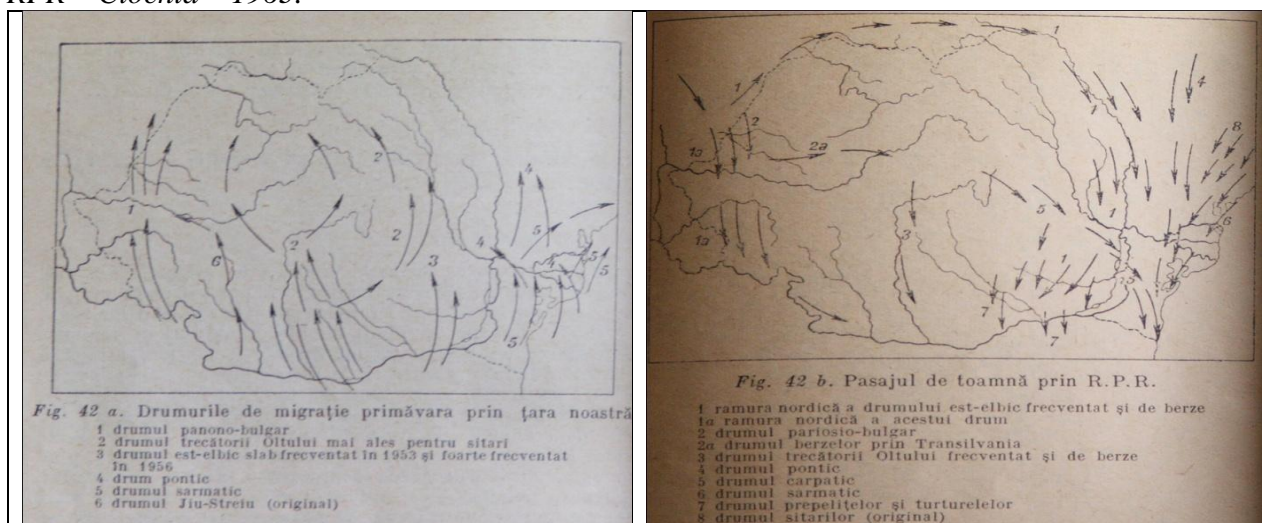 Fig. 42 a. Drumurile de migrație primăvara prin țara noastră
1 drumul panono-bulgar
2 drumul trecătorii Oltului mai ales pentru sitari
3 drumul est-elbic slab frecventat în 1953 și foarte frecventat
în 1956
4 drum pontic
5 drumul sarmatic
6 drumul Jiu-Streiu (original)
Fig. 42 b. Pasajul de toamnă prin R.P.R.
1 ramura nordică a drumului est-elbic frecventat și de berze
1a ramura nordică a acestui drum
2 drumul
2a drumul berzelor prin Transilvania
3 drumul trecătorii Oltului frecventat și de berze
4 drumul pontic
5 drumul carpatic
6 drumul sarmatic
7 drumul prepelițelor și turturelelor
8 drumul sitarilor (original)